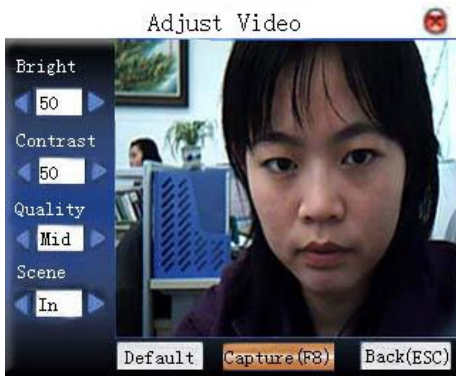 Adjust Video
Bright
50
Contrast
50
Quality
Mid
Scene
In
Default
Capture(F8)
Back(ESC)